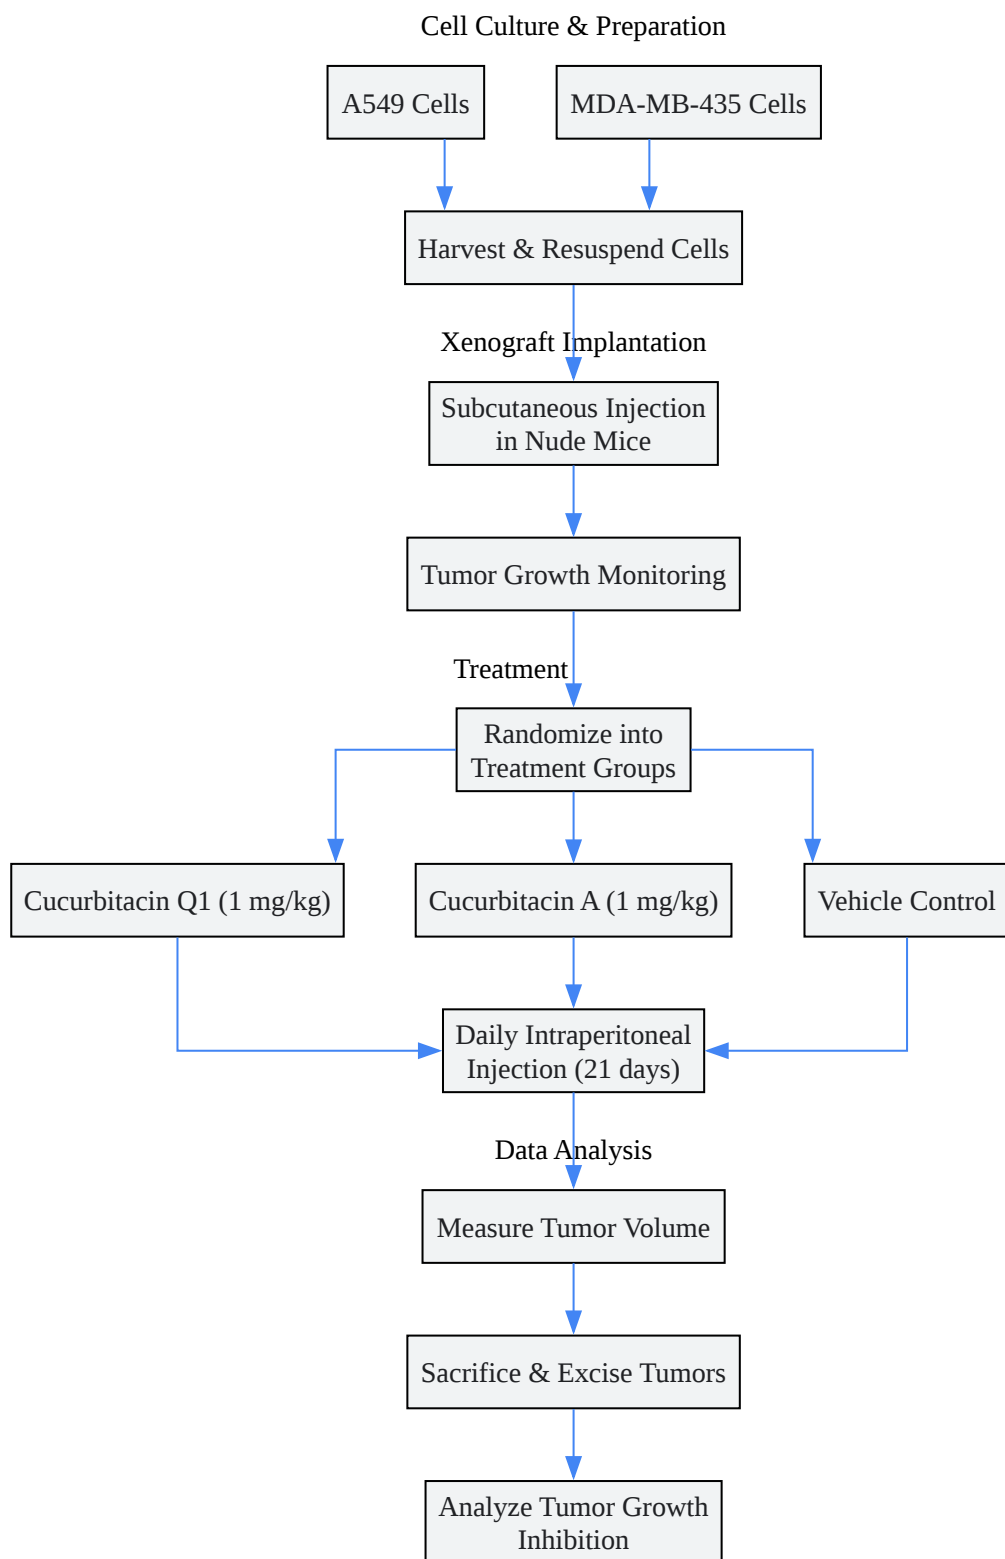 Cell Culture & Preparation
A549 Cells
MDA-MB-435 Cells
Harvest & Resuspend Cells
Xenograft Implantation
Subcutaneous Injection
in Nude Mice
Tumor Growth Monitoring
Treatment
Randomize into
Treatment Groups
Cucurbitacin Q1 (1 mg/kg)
Cucurbitacin A (1 mg/kg)
Vehicle Control
Daily Intraperitoneal
Injection (21 days)
Data Analysis
Measure Tumor Volume
Sacrifice & Excise Tumors
Analyze Tumor Growth
Inhibition